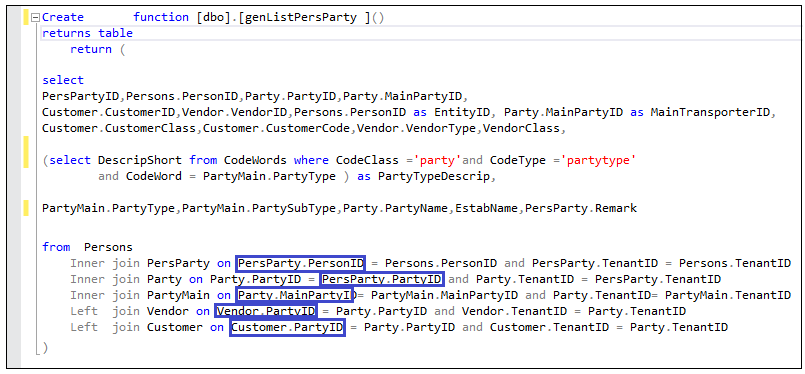 Create function [dbo].[genListPersParty ]()
returns table
return (
select
PersPartyID,Persons.PersonID,Party.PartyID,Party.MainPartyID,
Customer.CustomerID,Vendor.VendorID,Persons.PersonID as EntityID, Party.MainPartyID as MainTransporterID,
Customer.CustomerClass,Customer.CustomerCode,Vendor.VendorType,VendorClass,
(select DescripShort from CodeWords where CodeClass ='party'and CodeType ='partytype'
and CodeWord = PartyMain.PartyType ) as PartyTypeDescrip,
PartyMain.PartyType,PartyMain.PartySubType,Party.PartyName,EstabName,PersParty.Remark
from Persons
Inner join PersParty on PersParty.PersonID = Persons.PersonID and PersParty.TenantID = Persons.TenantID
Inner join Party on Party.PartyID = PersParty.PartyID and Party.TenantID = PersParty.TenantID
Inner join PartyMain on Party.MainPartyID= PartyMain.MainPartyID and Party.TenantID= PartyMain.TenantID
Left join Vendor on Vendor.PartyID = Party.PartyID and Vendor.TenantID = Party.TenantID
Left join Customer on Customer.PartyID = Party.PartyID and Customer.TenantID = Party.TenantID
)